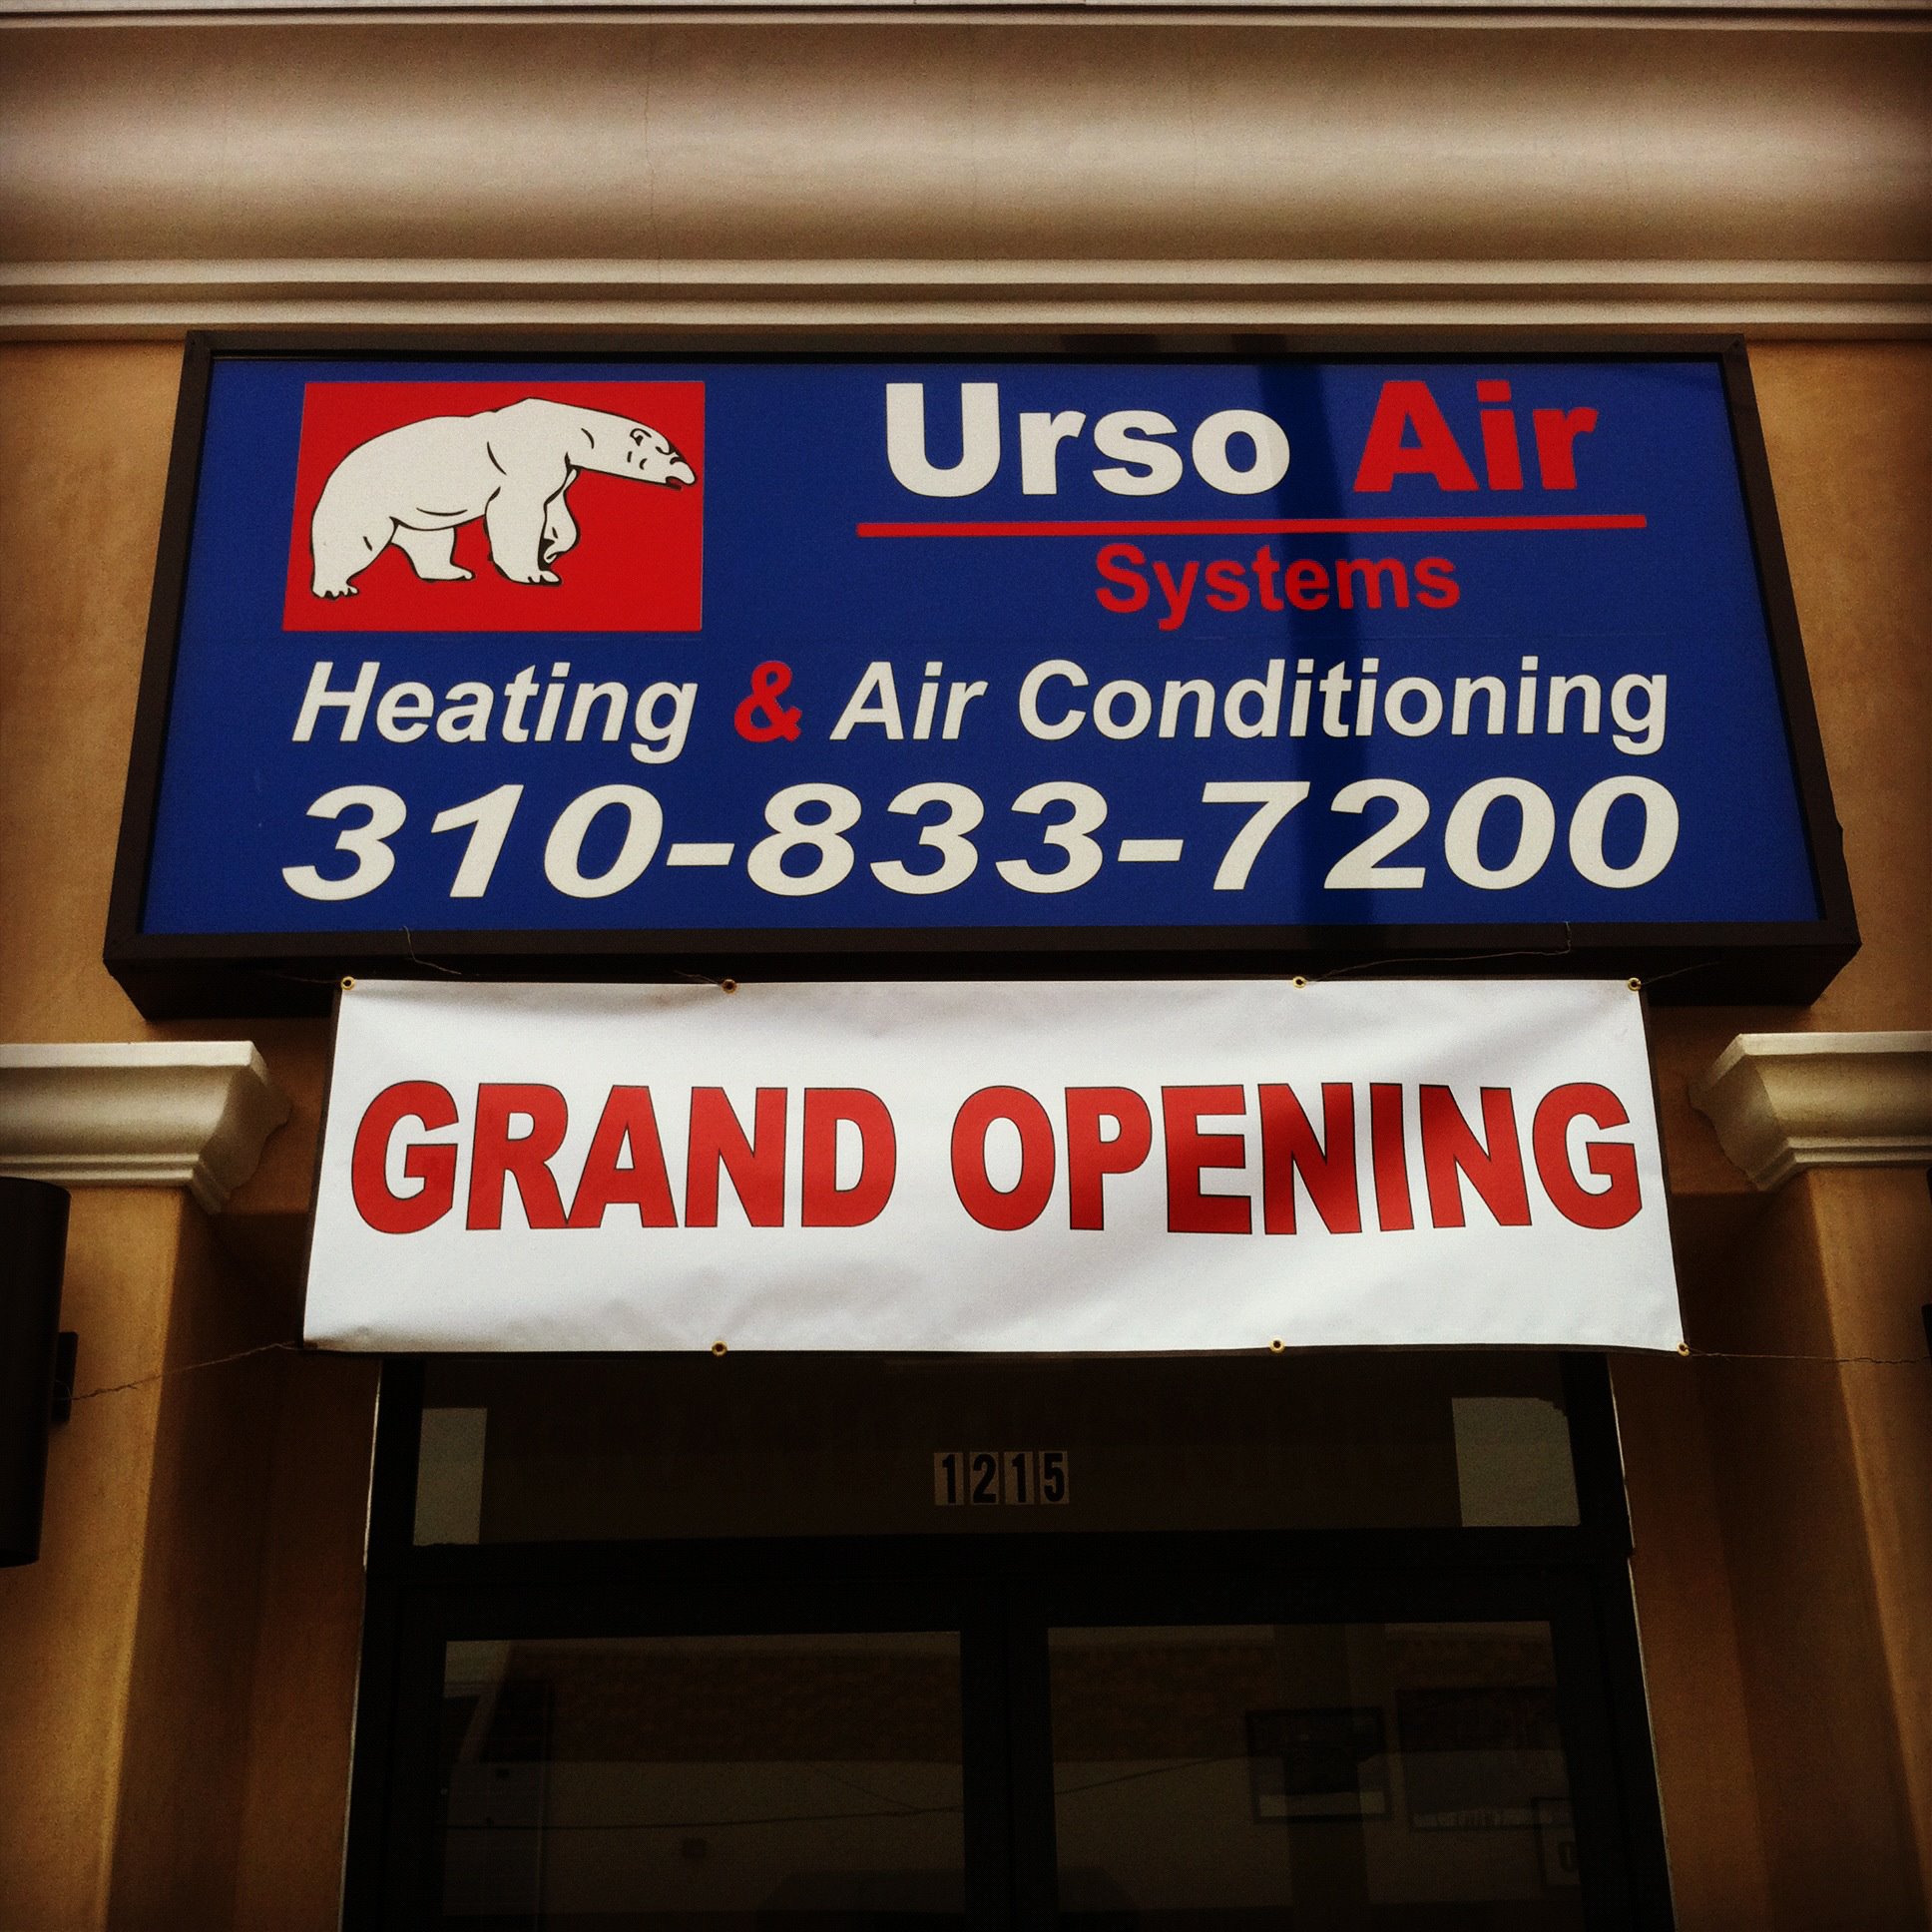 Urso Air
Systems
Heating & Air Conditioning
310-833-7200
GRAND OPENING
1215